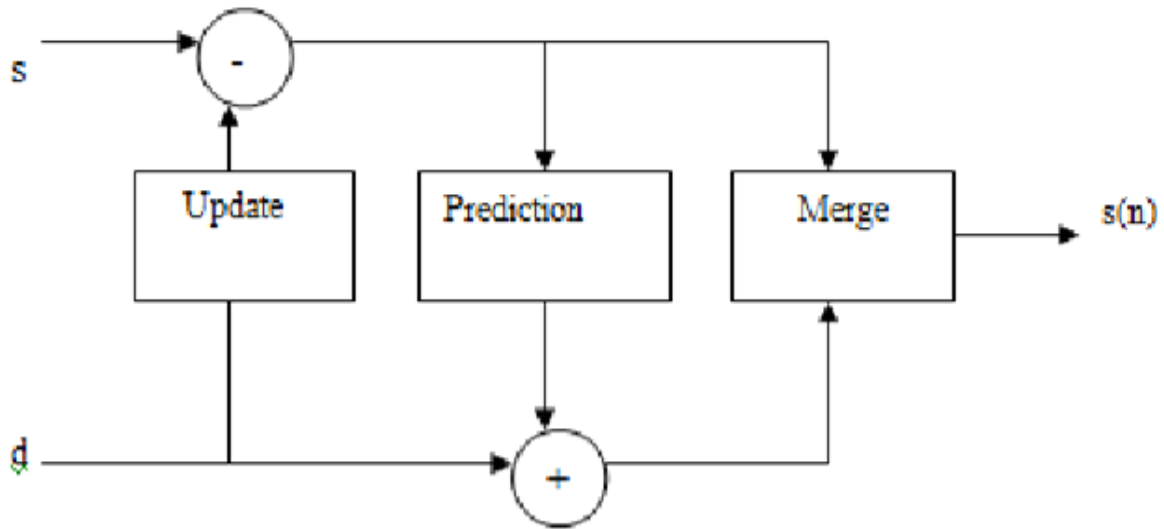 s
-
Update
Prediction
Merge
s(n)
d
+